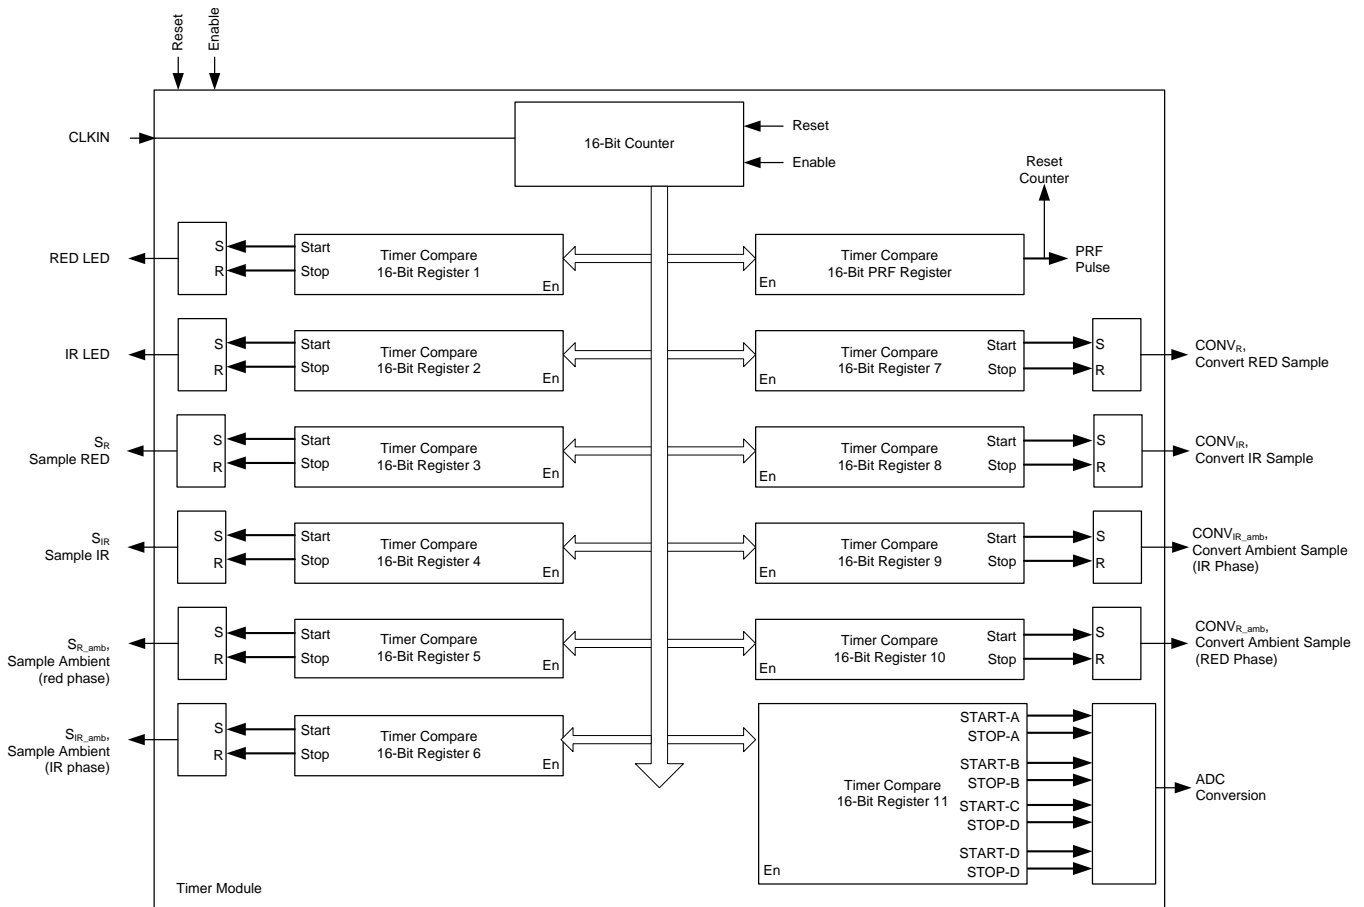 Reset
Enable
CLKIN
16-Bit Counter
Reset
Enable
Reset
Counter
RED LED
S
R
Start
Stop
Timer Compare
16-Bit Register 1
En
Timer Compare
16-Bit PRF Register
En
PRF
Pulse
IR LED
S
R
Start
Stop
Timer Compare
16-Bit Register 2
En
Timer Compare
16-Bit Register 7
En
Start
Stop
S
R
CONV_R,
Convert RED Sample
S_R
Sample RED
S
R
Start
Stop
Timer Compare
16-Bit Register 3
En
Timer Compare
16-Bit Register 8
En
Start
Stop
S
R
CONV_IR,
Convert IR Sample
S_IR
Sample IR
S
R
Start
Stop
Timer Compare
16-Bit Register 4
En
Timer Compare
16-Bit Register 9
En
Start
Stop
S
R
CONV_IR_amb,
Convert Ambient Sample
(IR Phase)
S_R_amb,
Sample Ambient
(red phase)
S
R
Start
Stop
Timer Compare
16-Bit Register 5
En
Timer Compare
16-Bit Register 10
En
Start
Stop
S
R
CONV_R_amb,
Convert Ambient Sample
(RED Phase)
S_IR_amb,
Sample Ambient
(IR phase)
S
R
Start
Stop
Timer Compare
16-Bit Register 6
En
Timer Compare
16-Bit Register 11
En
START-A
STOP-A
START-B
STOP-B
START-C
STOP-D
START-D
STOP-D
ADC
Conversion
Timer Module